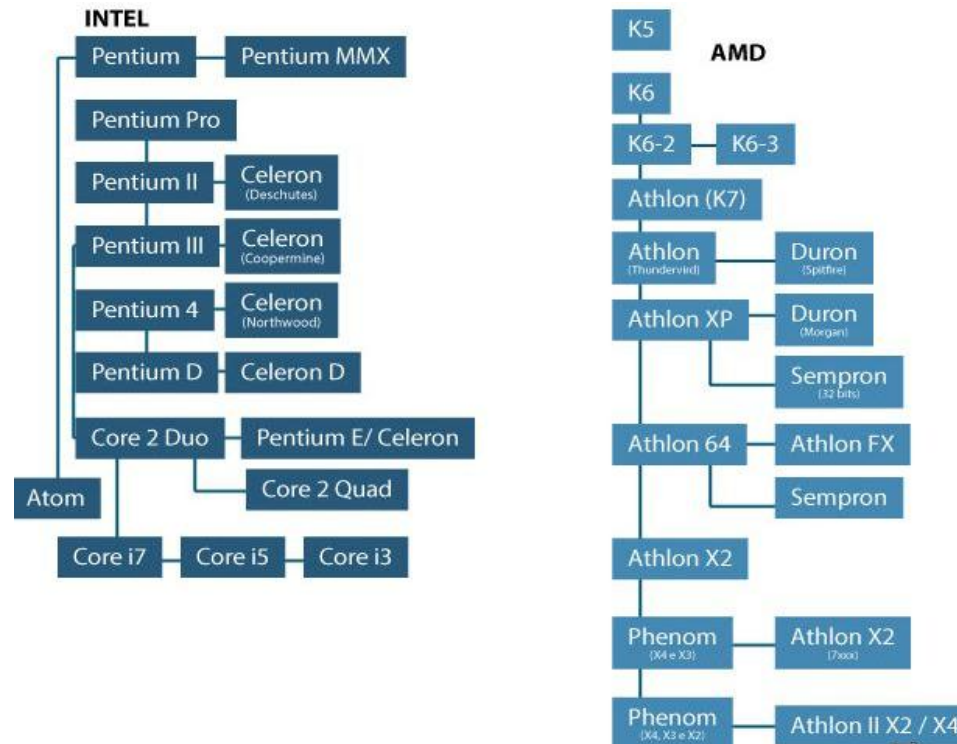 INTEL
Pentium
Pentium MMX
Pentium Pro
Pentium II
Celeron
(Deschutes)
Pentium III
Celeron
(Coopermine)
Pentium 4
Celeron
(Northwood)
Pentium D
Celeron D
Core 2 Duo
Pentium E/ Celeron
Core 2 Quad
Atom
Core i7
Core i5
Core i3
AMD
K5
K6
K6-2
K6-3
Athlon (K7)
Athlon
(Thundervird)
Duron
(Spitfire)
Athlon XP
Duron
(Morgan)
Sempron
(32 bits)
Athlon 64
Athlon FX
Sempron
Athlon X2
Phenom
(X4 e X3)
Athlon X2
(7xxx)
Phenom
(X4, X3 e X2)
Athlon II X2 / X4